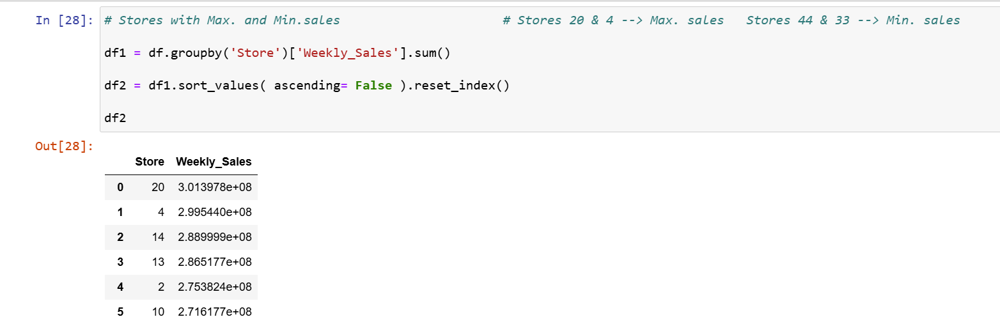 In [28]: # Stores with Max. and Min.sales # Stores 20 & 4 --> Max. sales Stores 44 & 33 --> Min. sales
df1 = df.groupby('Store')['Weekly_Sales'].sum()
df2 = df1.sort_values( ascending= False ).reset_index()
df2
Out[28]:
Store Weekly_Sales
0 20 3.013978e+08
1 4 2.995440e+08
2 14 2.889999e+08
3 13 2.865177e+08
4 2 2.753824e+08
5 10 2.716177e+08